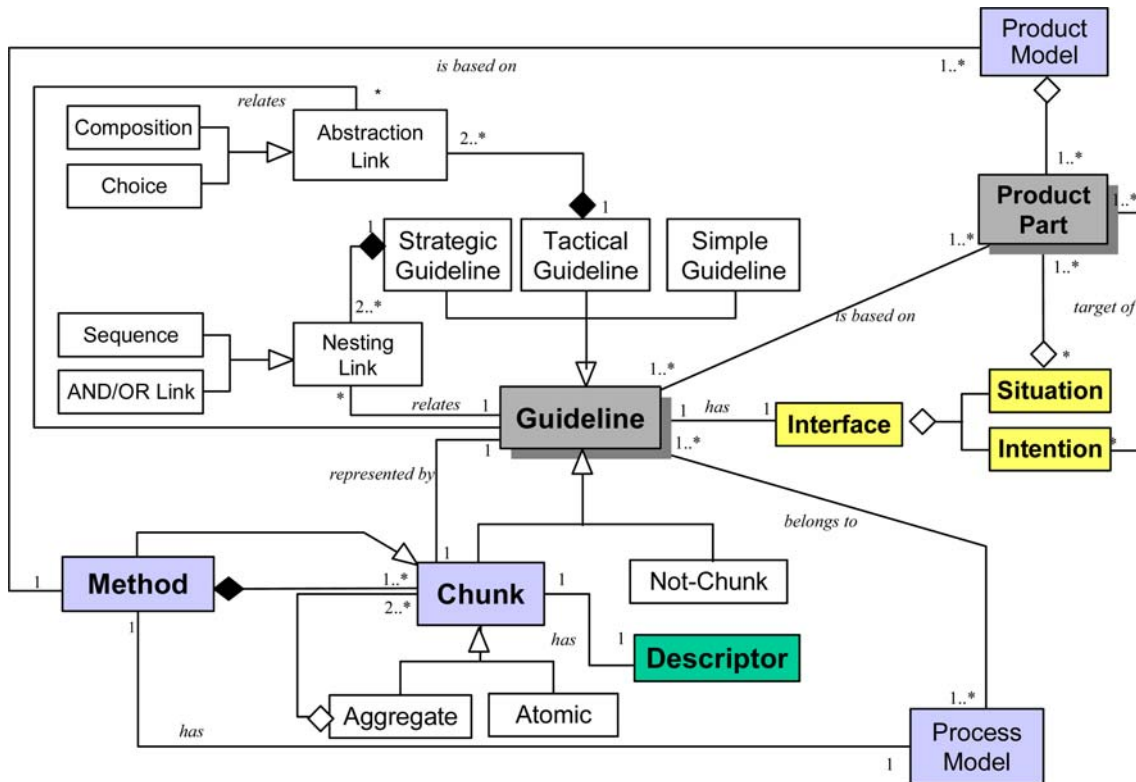 Product
Model
is based on
1..*
relates
*
Composition
Choice
Abstraction
Link
2..*
1
1..*
Product
Part
1..*
1..*
1..*
1
Strategic
Guideline
Tactical
Guideline
Simple
Guideline
2..*
is based on
target of
Sequence
AND/OR Link
Nesting
Link
*
relates
1
1..*
Guideline
1
has
1
Interface
*
Situation
Intention
*
1
1..*
represented by
belongs to
1
Method
1
1..*
2..*
1
Chunk
1
Not-Chunk
has
1
Descriptor
Aggregate
Atomic
has
1..*
1
Process
Model